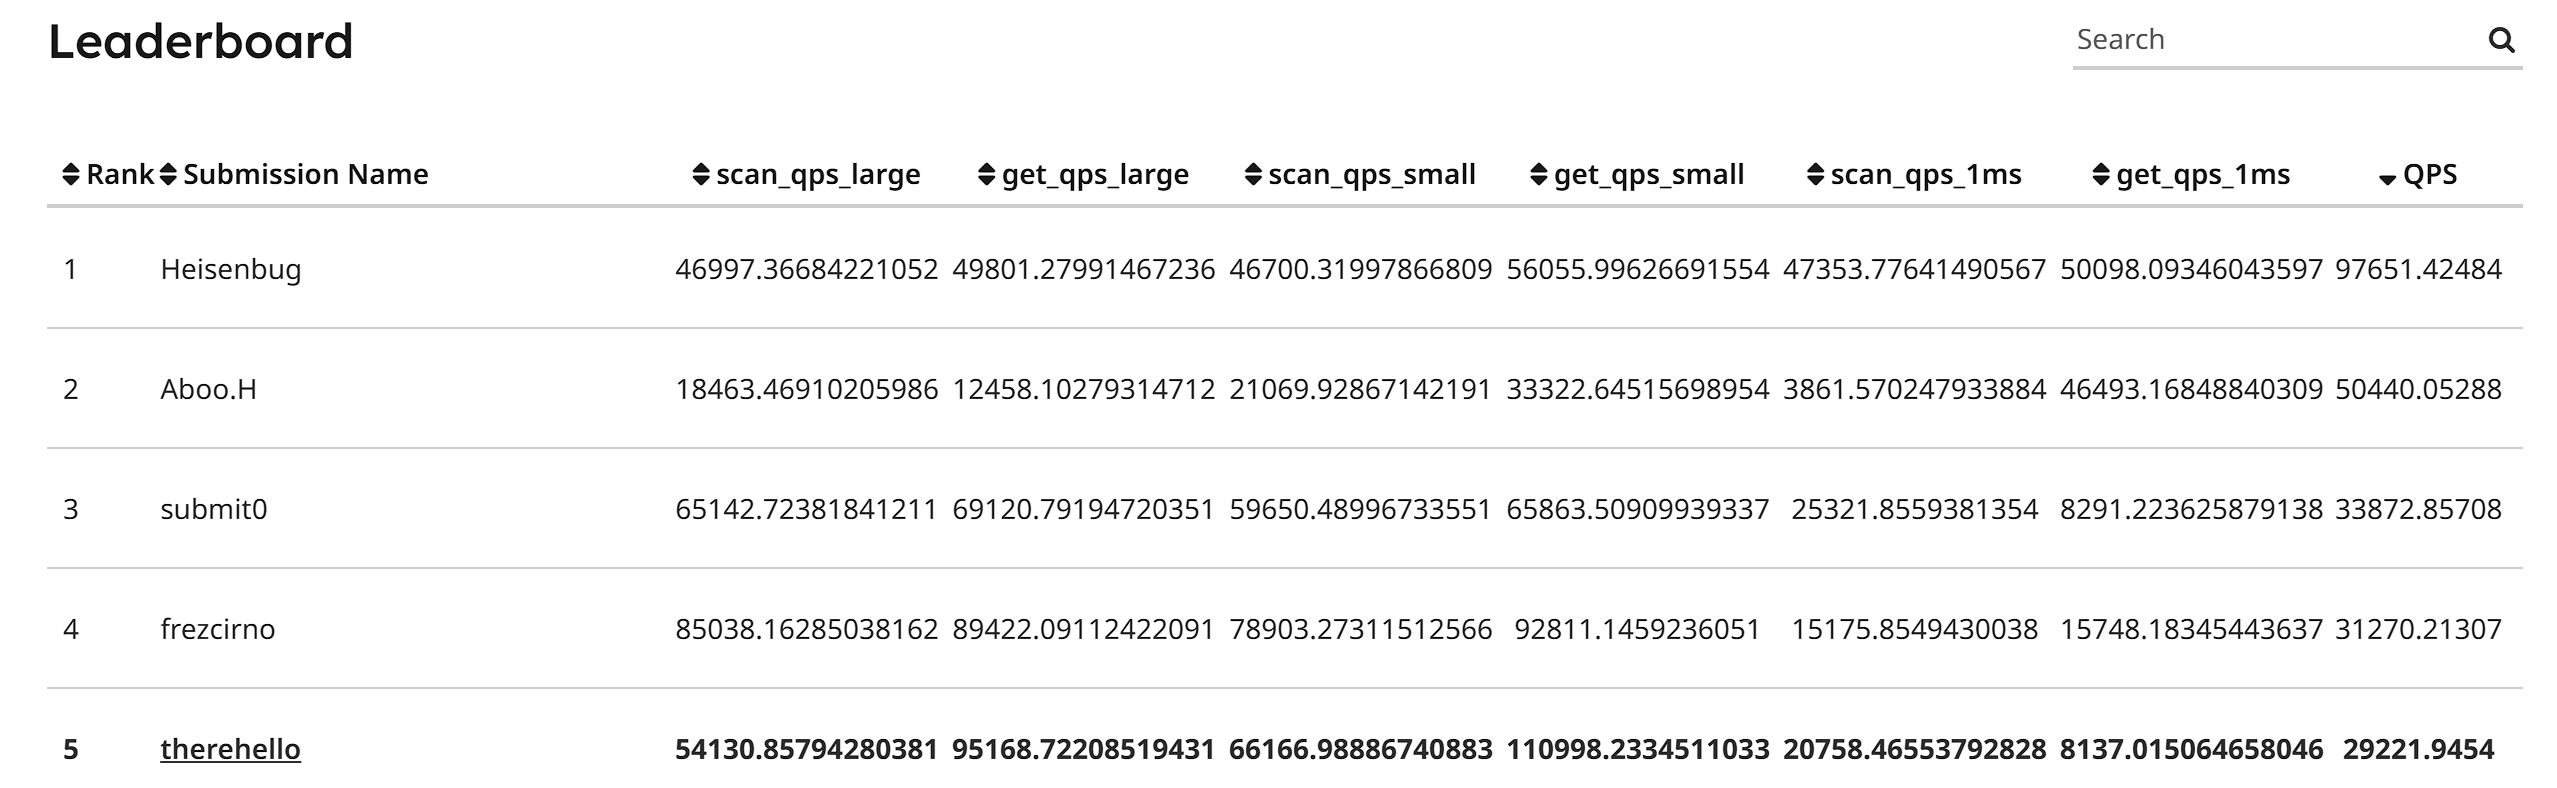 Leaderboard
Search
Rank Submission Name scan_qps_large get_qps_large scan_qps_small get_qps_small scan_qps_1ms get_qps_1ms QPS
1 Heisenbug 46997.36684221052 49801.27991467236 46700.31997866809 56055.99626691554 47353.77641490567 50098.09346043597 97651.42484
2 Aboo.H 18463.46910205986 12458.10279314712 21069.92867142191 33322.64515698954 3861.570247933884 46493.16848840309 50440.05288
3 submit0 65142.72381841211 69120.79194720351 59650.48996733551 65863.50909939337 25321.8559381354 8291.223625879138 33872.85708
4 frezcirno 85038.16285038162 89422.09112422091 78903.27311512566 92811.1459236051 15175.8549430038 15748.18345443637 31270.21307
5 therehello 54130.85794280381 95168.72208519431 66166.98886740883 110998.2334511033 20758.46553792828 8137.015064658046 29221.9454